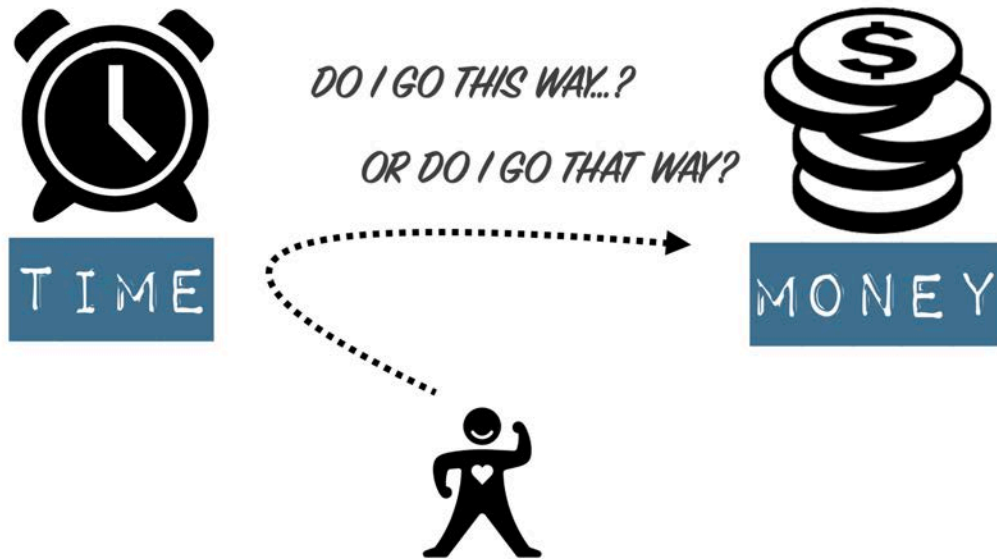 DO I GO THIS WAY...?
OR DO I GO THAT WAY?
TIME
MONEY
$